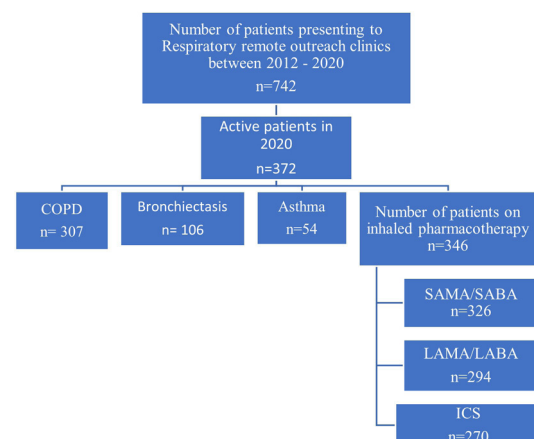 Number of patients presenting to
Respiratory remote outreach clinics
between 2012 - 2020
n=742
Active patients in
2020
n=372
COPD
n= 307
Bronchiectasis
n= 106
Asthma
n=54
Number of patients on
inhaled pharmacotherapy
n=346
SAMA/SABA
n=326
LAMA/LABA
n=294
ICS
n=270